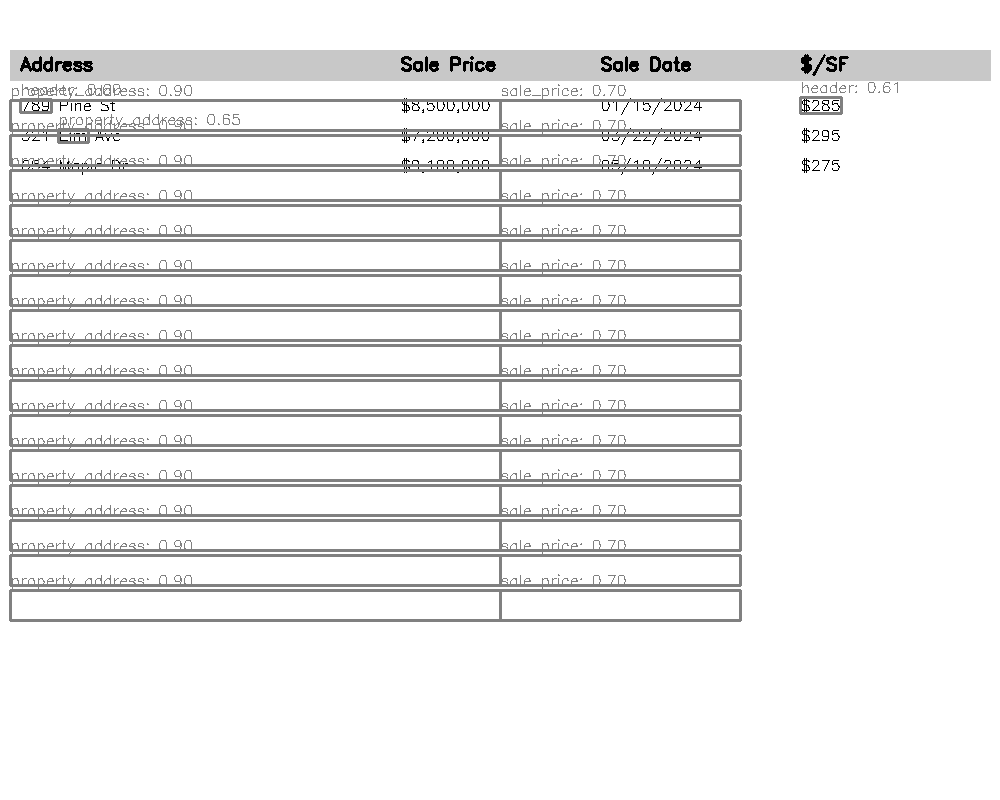 Address Sale Price Sale Date $/SF
header: 0.60 header: 0.61
property_address: 0.90 sale_price: 0.70
789 Pine St $8,500,000 01/15/2024 $285
property_address: 0.65
property_address: 0.90 sale_price: 0.70
321 Elm Ave $7,200,000 03/22/2024 $295
property_address: 0.90 sale_price: 0.70
654 Maple Dr $9,100,000 $275
property_address: 0.90 sale_price: 0.70
property_address: 0.90 sale_price: 0.70
property_address: 0.90 sale_price: 0.70
property_address: 0.90 sale_price: 0.70
property_address: 0.90 sale_price: 0.70
property_address: 0.90 sale_price: 0.70
property_address: 0.90 sale_price: 0.70
property_address: 0.90 sale_price: 0.70
property_address: 0.90 sale_price: 0.70
property_address: 0.90 sale_price: 0.70
property_address: 0.90 sale_price: 0.70
property_address: 0.90 sale_price: 0.70